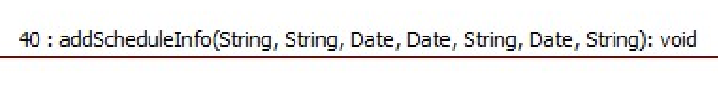 40 : addScheduleInfo(String, String, Date, Date, String, Date, String): void